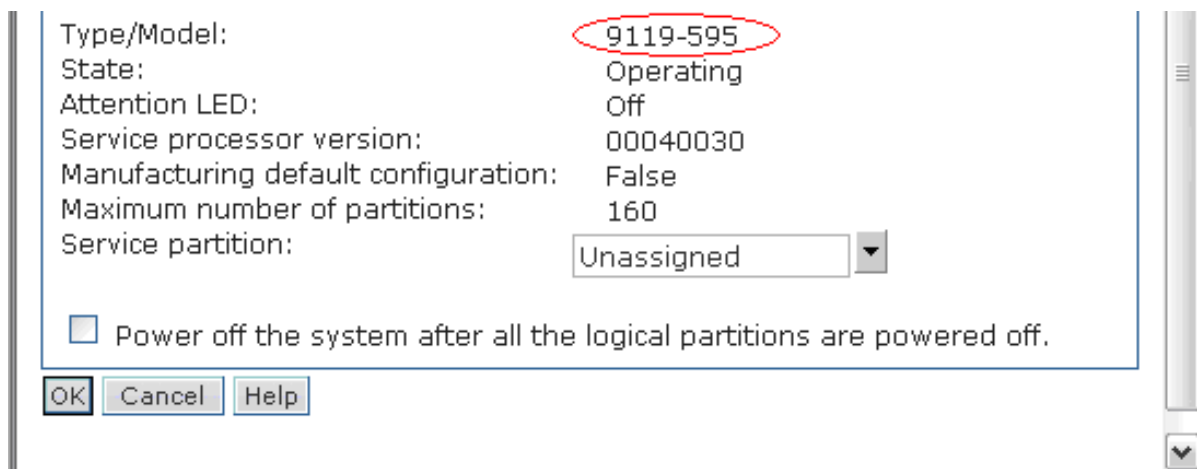 Type/Model: 9119-595
State: Operating
Attention LED: Off
Service processor version: 00040030
Manufacturing default configuration: False
Maximum number of partitions: 160
Service partition: Unassigned
Power off the system after all the logical partitions are powered off.
OK Cancel Help